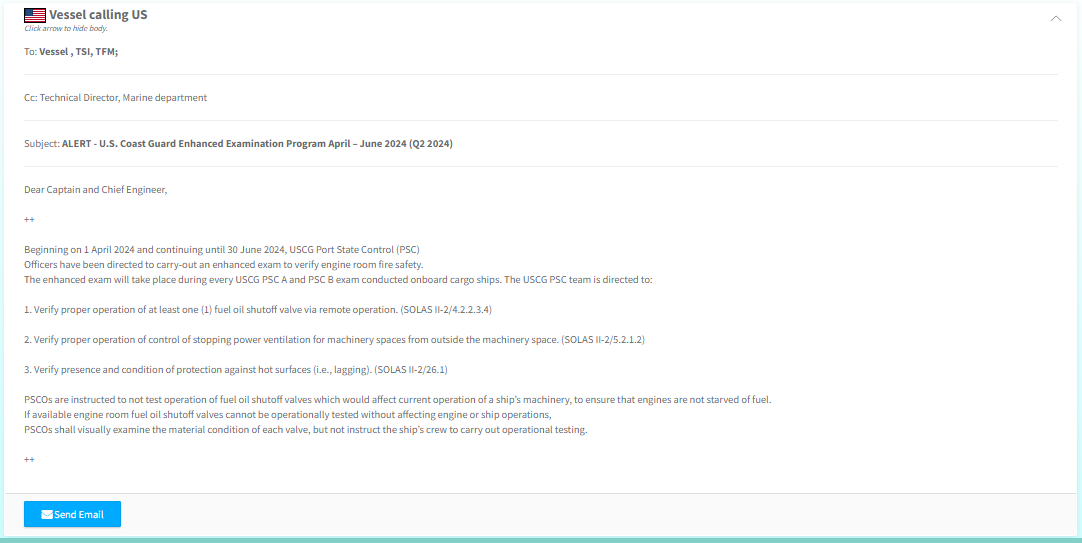 Vessel calling US
Click arrow to hide body.
To: Vessel , TSI, TFM;
Cc: Technical Director, Marine department
Subject: ALERT - U.S. Coast Guard Enhanced Examination Program April – June 2024 (Q2 2024)
Dear Captain and Chief Engineer,
++
Beginning on 1 April 2024 and continuing until 30 June 2024, USCG Port State Control (PSC)
Officers have been directed to carry-out an enhanced exam to verify engine room fire safety.
The enhanced exam will take place during every USCG PSC A and PSC B exam conducted onboard cargo ships. The USCG PSC team is directed to:
1. Verify proper operation of at least one (1) fuel oil shutoff valve via remote operation. (SOLAS II-2/4.2.2.3.4)
2. Verify proper operation of control of stopping power ventilation for machinery spaces from outside the machinery space. (SOLAS II-2/5.2.1.2)
3. Verify presence and condition of protection against hot surfaces (i.e., lagging). (SOLAS II-2/26.1)
PSCOs are instructed to not test operation of fuel oil shutoff valves which would affect current operation of a ship's machinery, to ensure that engines are not starved of fuel.
If available engine room fuel oil shutoff valves cannot be operationally tested without affecting engine or ship operations,
PSCOs shall visually examine the material condition of each valve, but not instruct the ship's crew to carry out operational testing.
++
Send Email